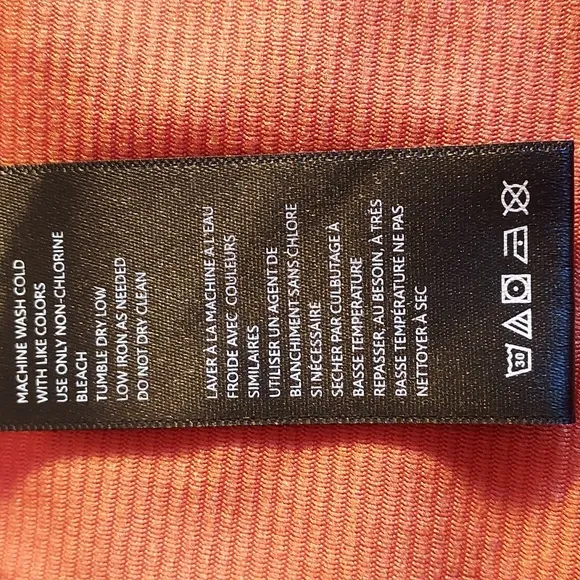 MACHINE WASH COLD
WITH LIKE COLORS
USE ONLY NON-CHLORINE
BLEACH
TUMBLE DRY LOW
LOW IRON AS NEEDED
DO NOT DRY CLEAN
LAVER À LA MACHINE À L'EAU
FROIDE AVEC COULEURS
SIMILAIRES
UTILISER UN AGENT DE
BLANCHIMENT SANS CHLORE
SI NÉCESSAIRE
SÉCHER PAR CULBUTAGE À
BASSE TEMPÉRATURE
REPASSER, AU BESOIN, À TRÈS
BASSE TEMPÉRATURE NE PAS
NETTOYER À SEC
30